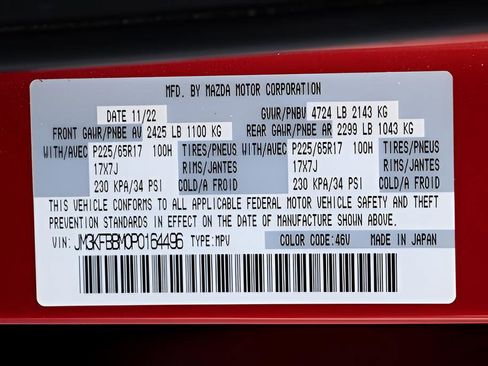 MFD. BY MAZDA MOTOR CORPORATION
DATE 11/22 GVWR/PNBV 4724 LB 2143 KG
FRONT GAWR/PNBE AV 2425 LB 1100 KG REAR GAWR/PNBE AR 2299 LB 1043 KG
WITH/AVEC P225/65R17 100H TIRES/PNEUS WITH/AVEC P225/65R17 100H TIRES/PNEUS
17X7J RIMS/JANTES 17X7J RIMS/JANTES
230 KPA/34 PSI COLD/A FROID 230 KPA/34 PSI COLD/A FROID
THIS VEHICLE CONFORMS TO ALL APPLICABLE FEDERAL MOTOR VEHICLE SAFETY AND THEFT
PREVENTION STANDARDS IN EFFECT ON THE DATE OF MANUFACTURE SHOWN ABOVE.
VIN: JM3KFBBM0P0164496 TYPE: MPV COLOR CODE: 46V MADE IN JAPAN